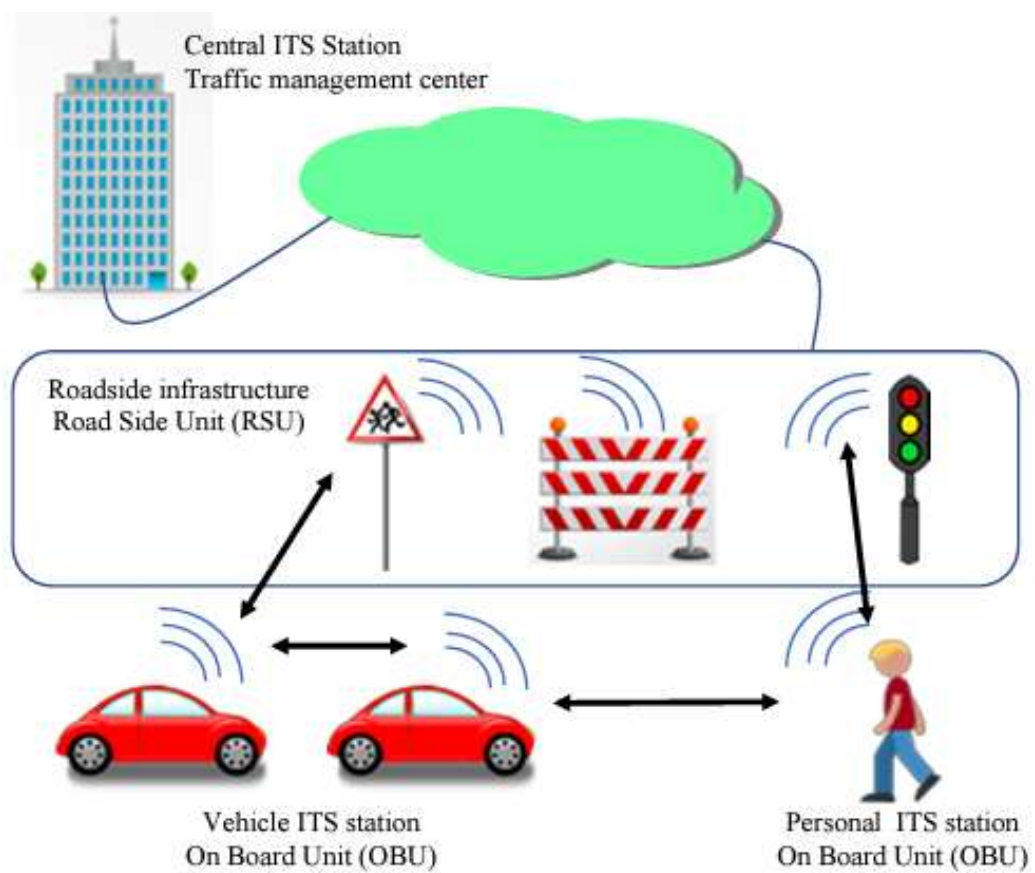 Central ITS Station
Traffic management center
Roadside infrastructure
Road Side Unit (RSU)
Vehicle ITS station
On Board Unit (OBU)
Personal ITS station
On Board Unit (OBU)